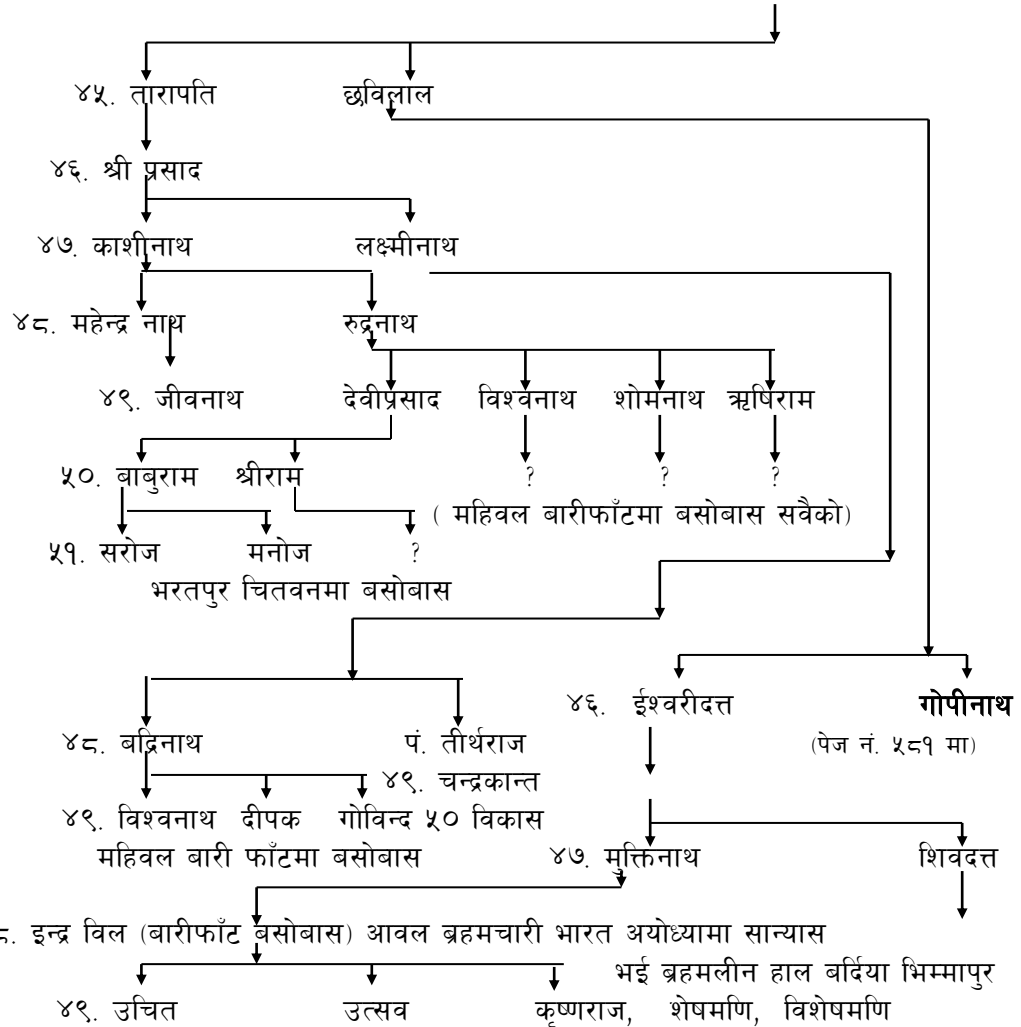 ४५. तारापति छविलाल
४६. श्री प्रसाद
४७. काशीनाथ लक्ष्मीनाथ
४८. महेन्द्र नाथ रुद्रनाथ
४९. जीवनाथ देवीप्रसाद विश्वनाथ शोमनाथ ऋषिराम
५०. बाबुराम श्रीराम ? ? ?
( महिवल बारीफाँटमा बसोबास सवैको)
५१. सरोज मनोज ?
भरतपुर चितवनमा बसोबास
४६. ईश्वरीदत्त गोपीनाथ
४८. बद्रिनाथ पं. तीर्थराज (पेज नं. ५८१ मा)
४९. चन्द्रकान्त
४९. विश्वनाथ दीपक गोविन्द ५० विकास
महिवल बारी फाँटमा बसोबास ४७. मुक्तिनाथ शिवदत्त
८. इन्द्र विल (बारीफाँट बसोबास) आवल ब्रहमचारी भारत अयोध्यामा सान्यास
भई ब्रहमलीन हाल बर्दिया भिम्मापुर
४९. उचित उत्सव कृष्णराज, शेषमणि, विशेषमणि